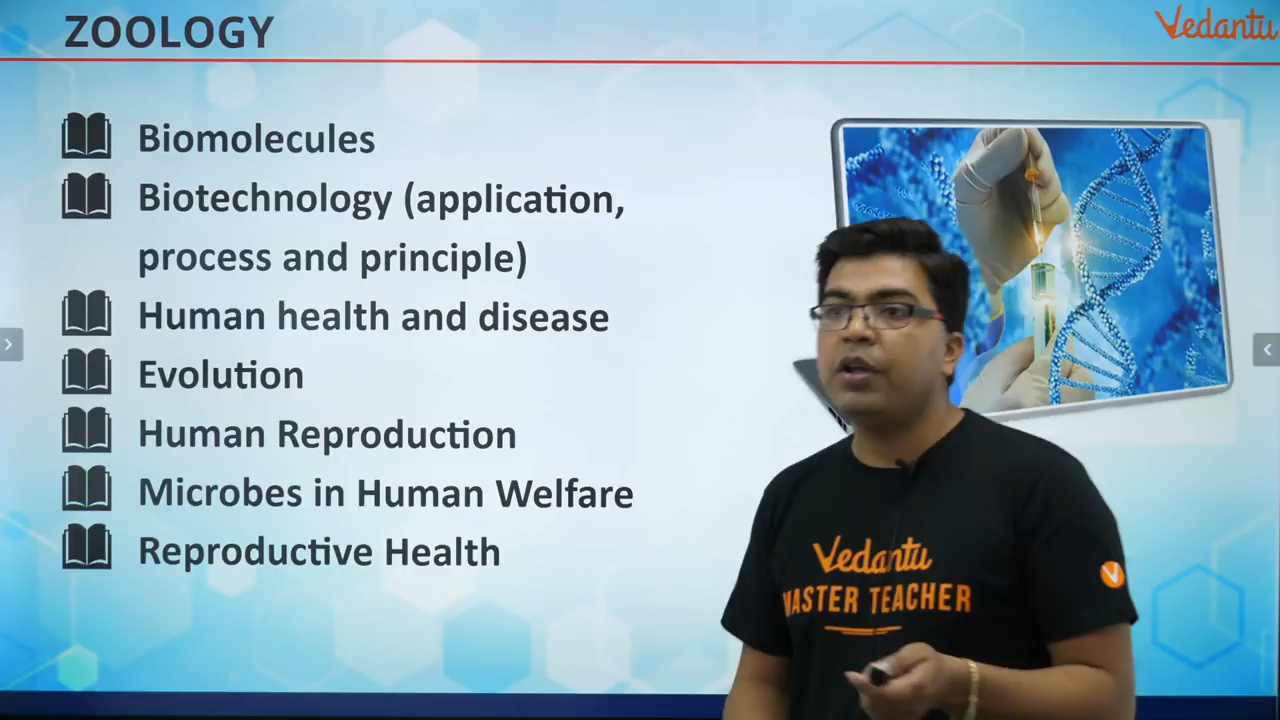 ZOOLOGY
Vedantu
Biomolecules
Biotechnology (application,
process and principle)
Human health and disease
Evolution
Human Reproduction
Microbes in Human Welfare
Reproductive Health
Vedantu
MASTER TEACHER
V